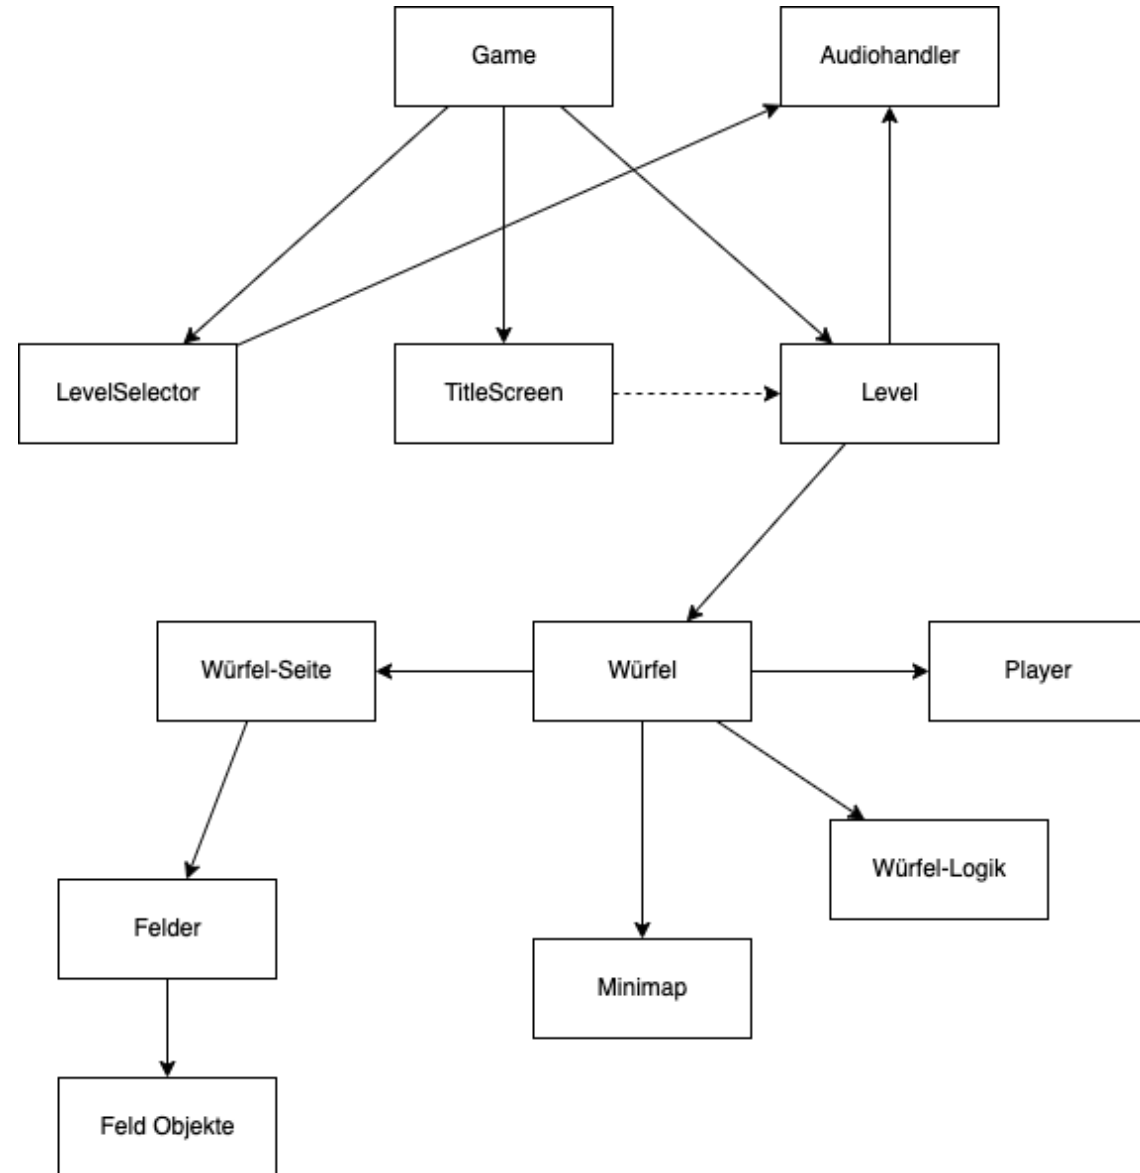 Game
Audiohandler
LevelSelector
TitleScreen
Level
Würfel-Seite
Würfel
Player
Würfel-Logik
Felder
Minimap
Feld Objekte